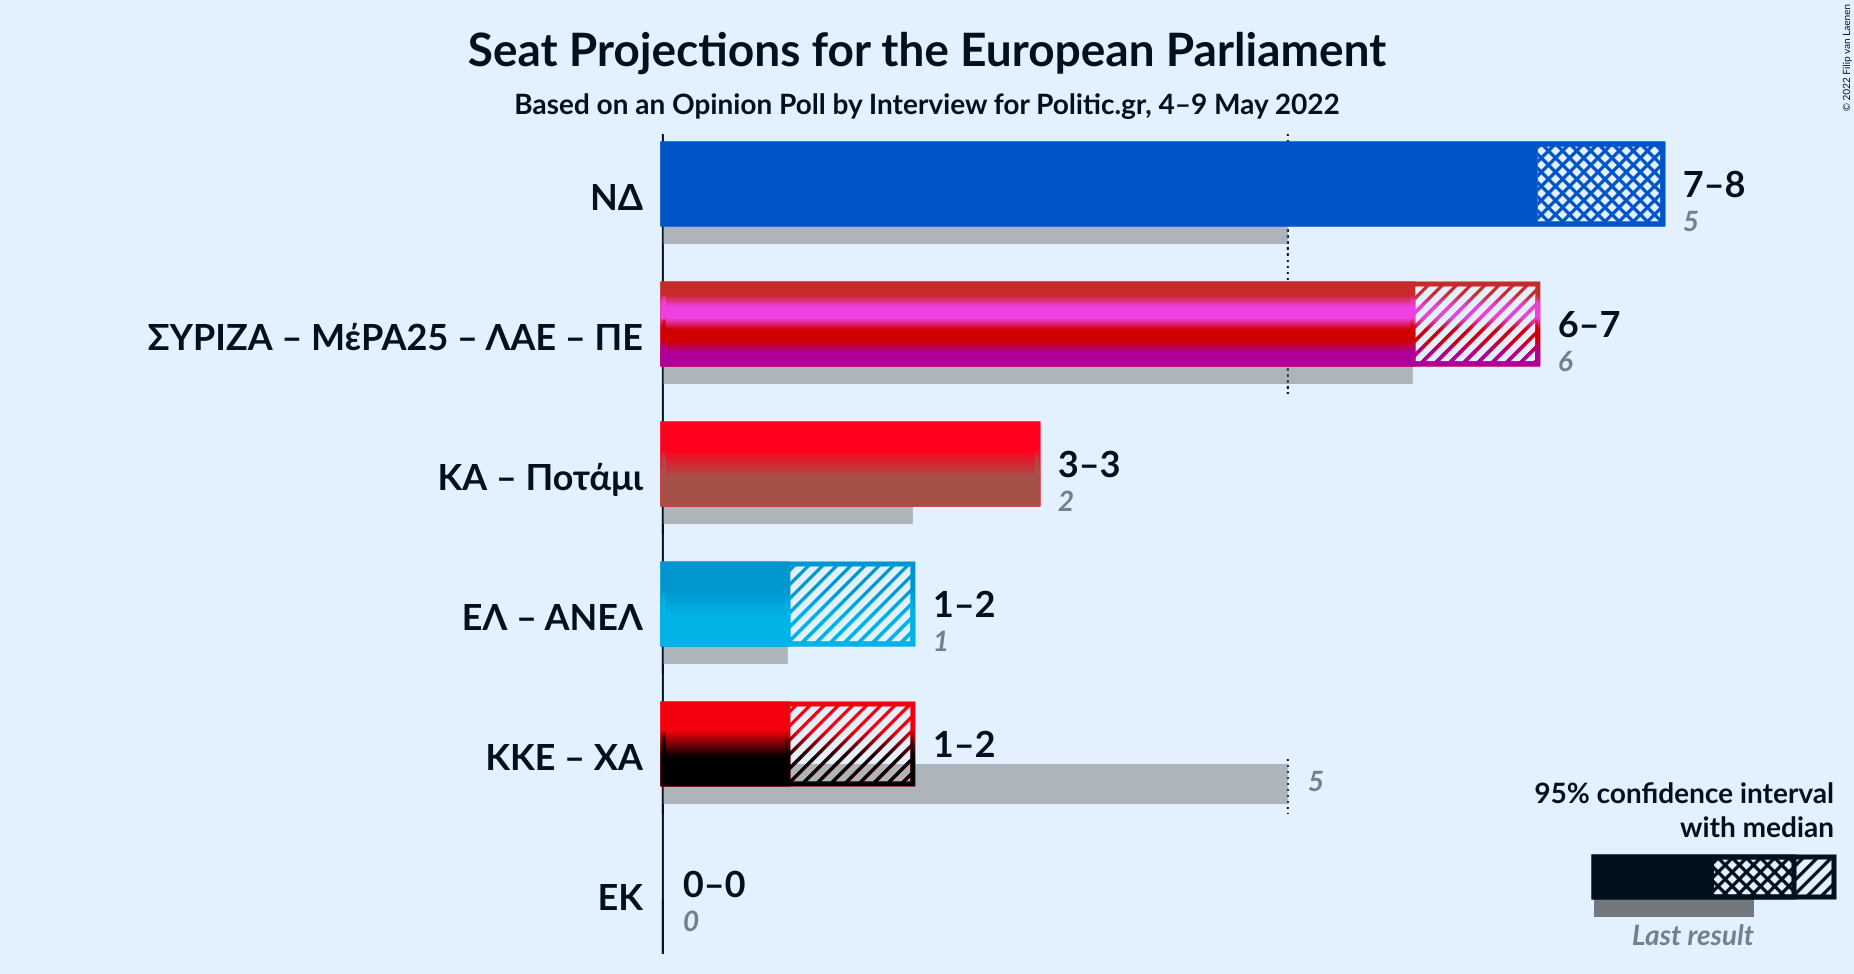 Seat Projections for the European Parliament
Based on an Opinion Poll by Interview for Politic.gr, 4–9 May 2022
© 2022 Filip van Laenen
ΝΔ
7–8
5
ΣΥΡΙΖΑ – ΜέΡΑ25 – ΛΑΕ – ΠΕ
6–7
6
ΚΑ – Ποτάμι
3–3
2
ΕΛ – ΑΝΕΛ
1–2
1
ΚΚΕ – ΧΑ
1–2
5
ΕΚ
0–0
0
95% confidence interval
with median
Last result